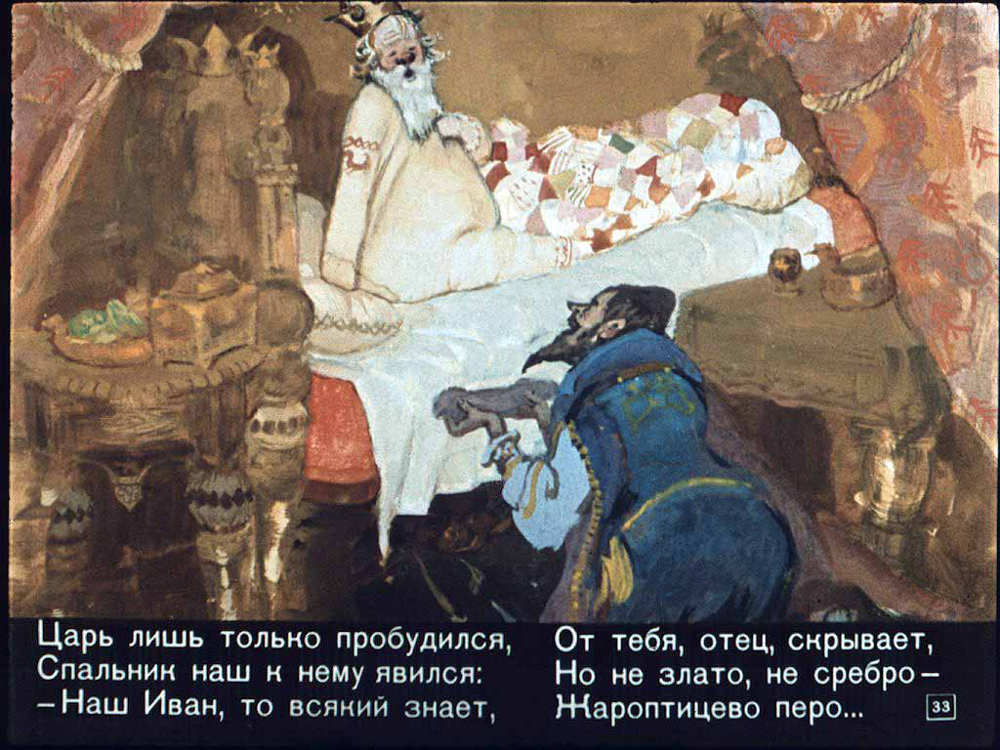 Царь лишь только пробудился,
Спальник наш к нему явился:
– Наш Иван, то всякий знает,
От тебя, отец, скрывает,
Но не злато, не сребро –
Жароптицево перо...
33